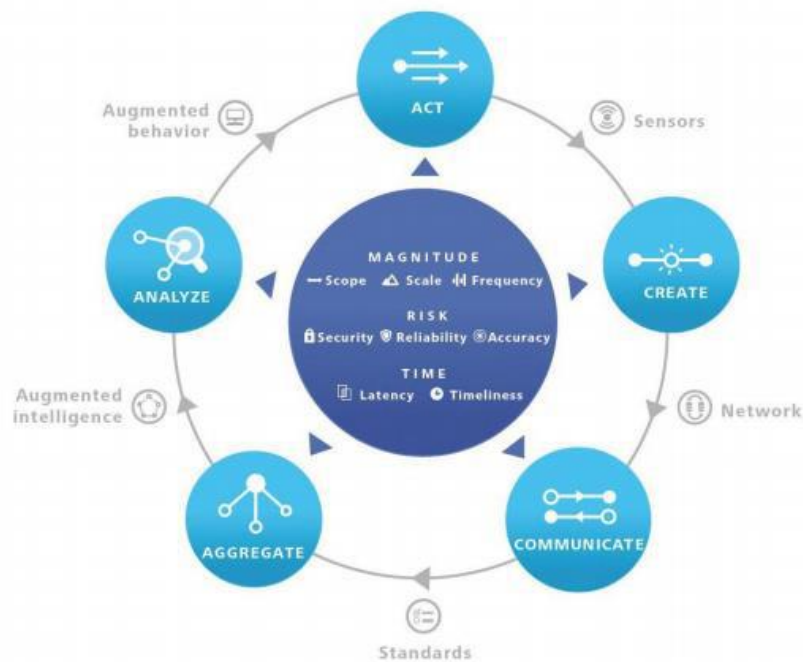 ACT
Augmented
behavior
Sensors
ANALYZE
CREATE
MAGNITUDE
Scope Scale Frequency
RISK
Security Reliability Accuracy
TIME
Latency Timeliness
Augmented
intelligence
Network
AGGREGATE
COMMUNICATE
Standards